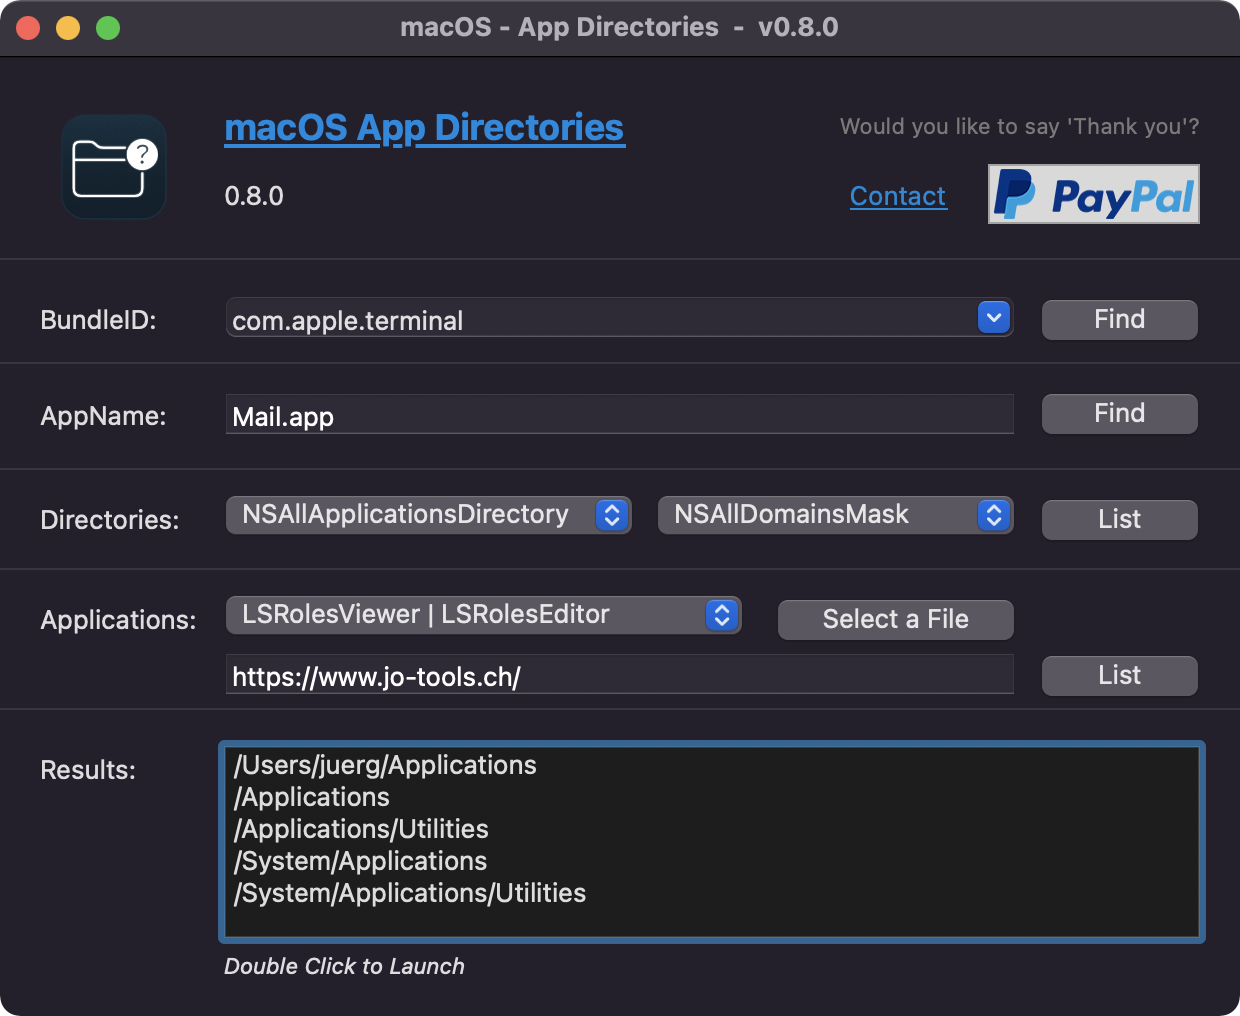 macOS - App Directories - v0.8.0
macOS App Directories
Would you like to say 'Thank you'?
?
0.8.0
Contact
PayPal
BundleID:
com.apple.terminal
Find
AppName:
Mail.app
Find
Directories:
NSAllApplicationsDirectory
NSAllDomainsMask
List
Applications:
LSRolesViewer | LSRolesEditor
Select a File
https://www.jo-tools.ch/
List
Results:
/Users/juerg/Applications
/Applications
/Applications/Utilities
/System/Applications
/System/Applications/Utilities
Double Click to Launch